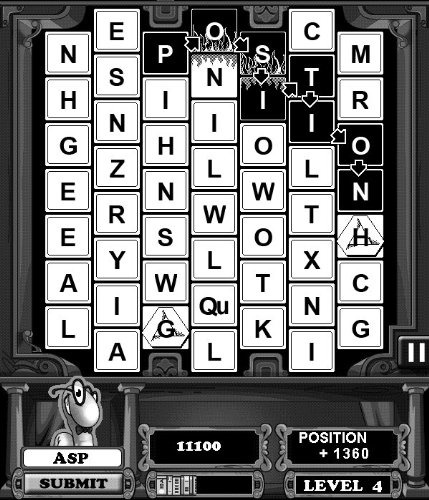 E O C
N P S M
S N T
H I I R
N I I
G H O O
Z L L
E N W N
R W T
E S O H
Y L X
A W T C
I Qu N
L G K G
A L I
ASP
SUBMIT
11100
POSITION
+ 1360
LEVEL 4